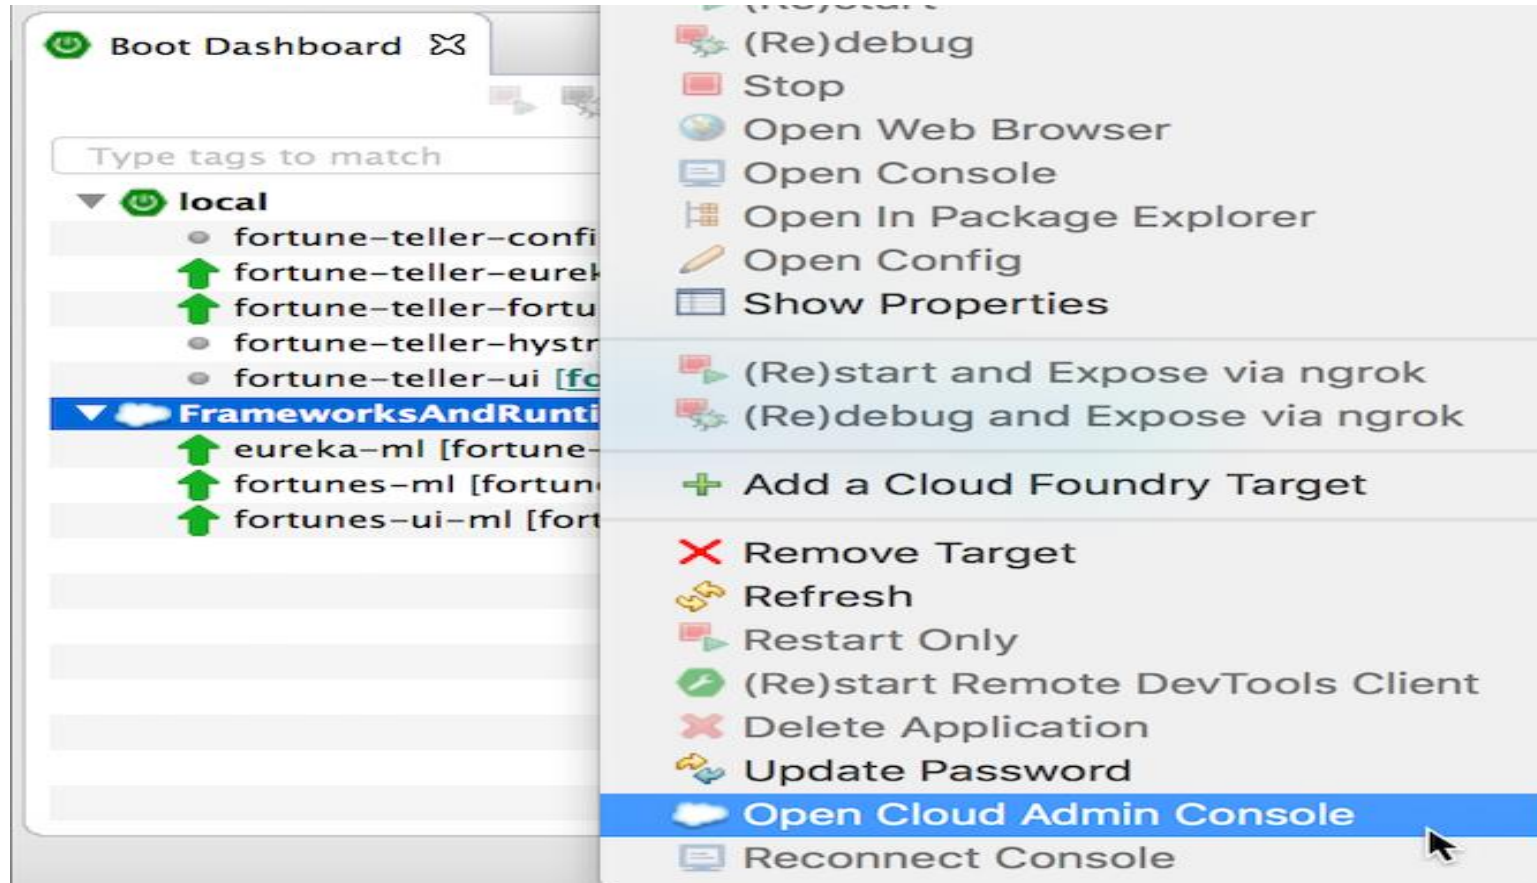 Boot Dashboard
Type tags to match
local
fortune-teller-confi
fortune-teller-eurek
fortune-teller-fortu
fortune-teller-hystr
fortune-teller-ui [fo
FrameworksAndRunti
eureka-ml [fortune-
fortunes-ml [fortun
fortunes-ui-ml [fort
(Re)start
(Re)debug
Stop
Open Web Browser
Open Console
Open In Package Explorer
Open Config
Show Properties
(Re)start and Expose via ngrok
(Re)debug and Expose via ngrok
Add a Cloud Foundry Target
Remove Target
Refresh
Restart Only
(Re)start Remote DevTools Client
Delete Application
Update Password
Open Cloud Admin Console
Reconnect Console